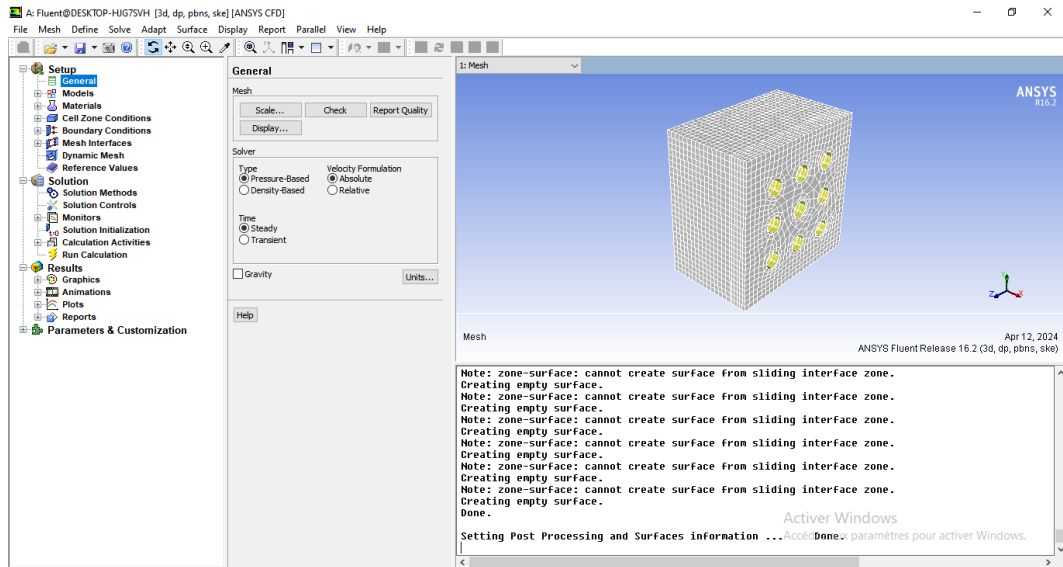 A: Fluent@DESKTOP-HJG7SVH [3d, dp, pbns, ske] [ANSYS CFD]
File Mesh Define Solve Adapt Surface Display Report Parallel View Help
Setup
General
Models
Materials
Cell Zone Conditions
Boundary Conditions
Mesh Interfaces
Dynamic Mesh
Reference Values
Solution
Solution Methods
Solution Controls
Monitors
Solution Initialization
Calculation Activities
Run Calculation
Results
Graphics
Animations
Plots
Reports
Parameters & Customization
General
Mesh
Scale... Check Report Quality
Display...
Solver
Type Velocity Formulation
Pressure-Based Absolute
Density-Based Relative
Time
Steady
Transient
Gravity Units...
Help
1: Mesh
ANSYS
R16.2
Y
Z X
Mesh Apr 12, 2024
ANSYS Fluent Release 16.2 (3d, dp, pbns, ske)
Note: zone-surface: cannot create surface from sliding interface zone.
Creating empty surface.
Note: zone-surface: cannot create surface from sliding interface zone.
Creating empty surface.
Note: zone-surface: cannot create surface from sliding interface zone.
Creating empty surface.
Note: zone-surface: cannot create surface from sliding interface zone.
Creating empty surface.
Note: zone-surface: cannot create surface from sliding interface zone.
Creating empty surface.
Note: zone-surface: cannot create surface from sliding interface zone.
Creating empty surface.
Done.
Activer Windows
Setting Post Processing and Surfaces information ... Done.
paramètres pour activer Windows.